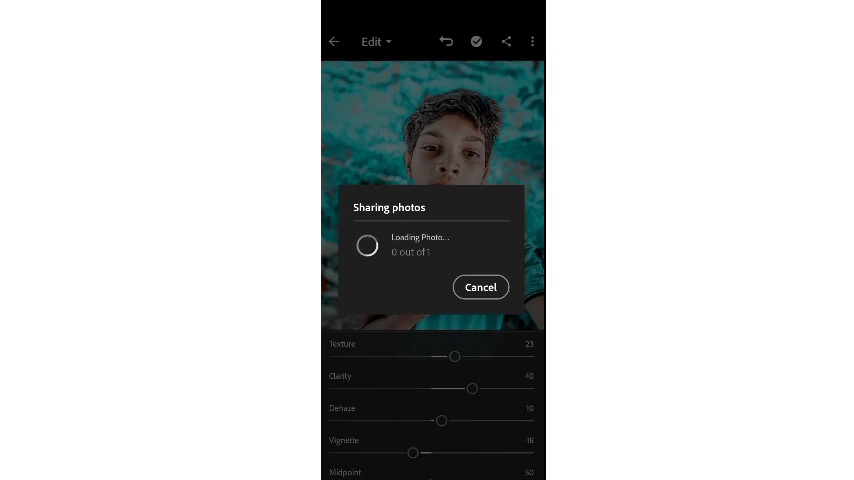 Edit
Sharing photos
Loading Photo...
0 out of 1
Cancel
Texture 23
Clarity 40
Dehaze 10
Vignette -18
Midpoint 50